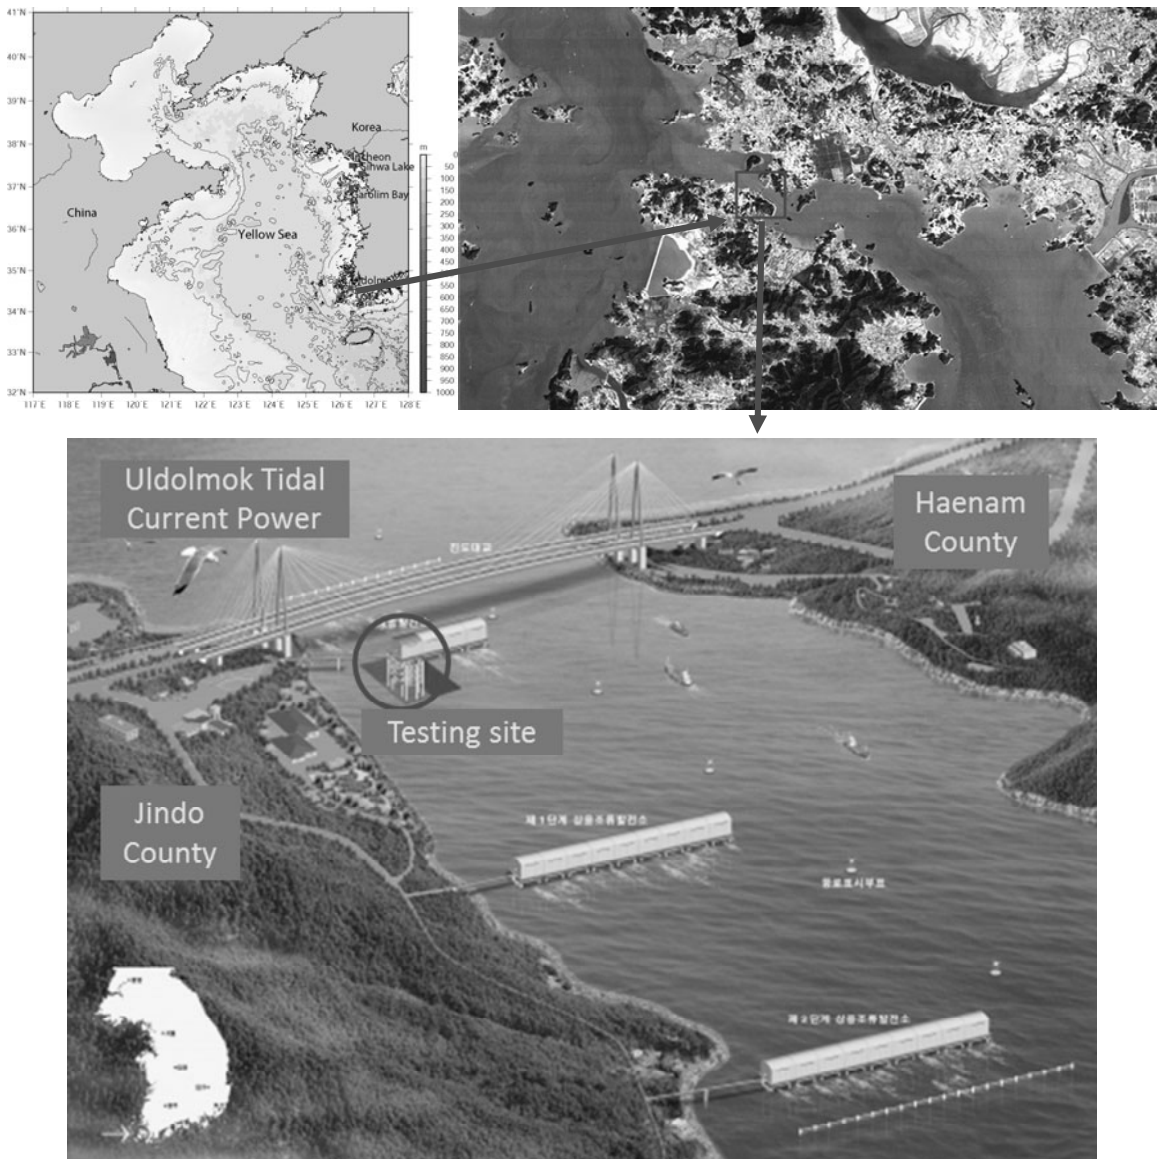 41°N
40°N
39°N
38°N
37°N
36°N
35°N
34°N
33°N
32°N
117°E 118°E 119°E 120°E 121°E 122°E 123°E 124°E 125°E 126°E 127°E 128°E
Korea
Incheon
Sihwa Lake
Garolim Bay
China
Yellow Sea
m
0
50
100
150
200
250
300
350
400
450
500
550
600
650
700
750
800
850
900
950
1000
Uldolmok Tidal
Current Power
Haenam
County
진도대교
Testing site
Jindo
County
제1단계 상용조류발전소
제2단계 상용조류발전소